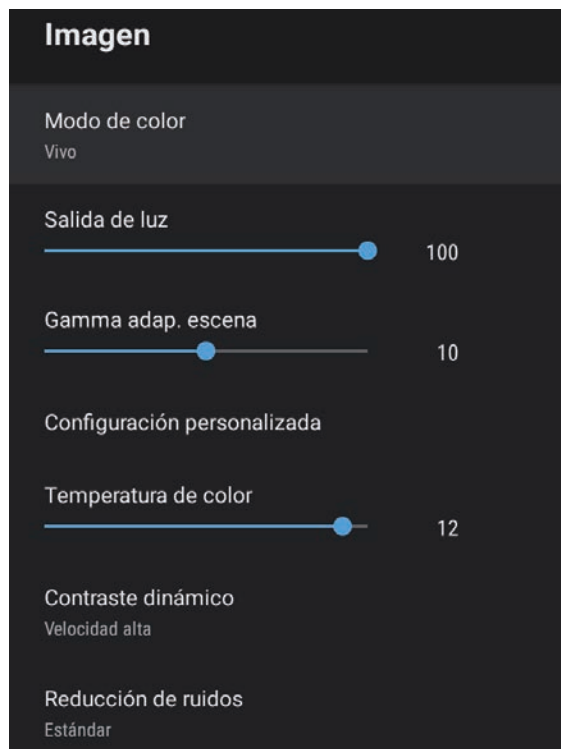 Imagen
Modo de color
Vivo
Salida de luz
100
Gamma adap. escena
10
Configuración personalizada
Temperatura de color
12
Contraste dinámico
Velocidad alta
Reducción de ruidos
Estándar